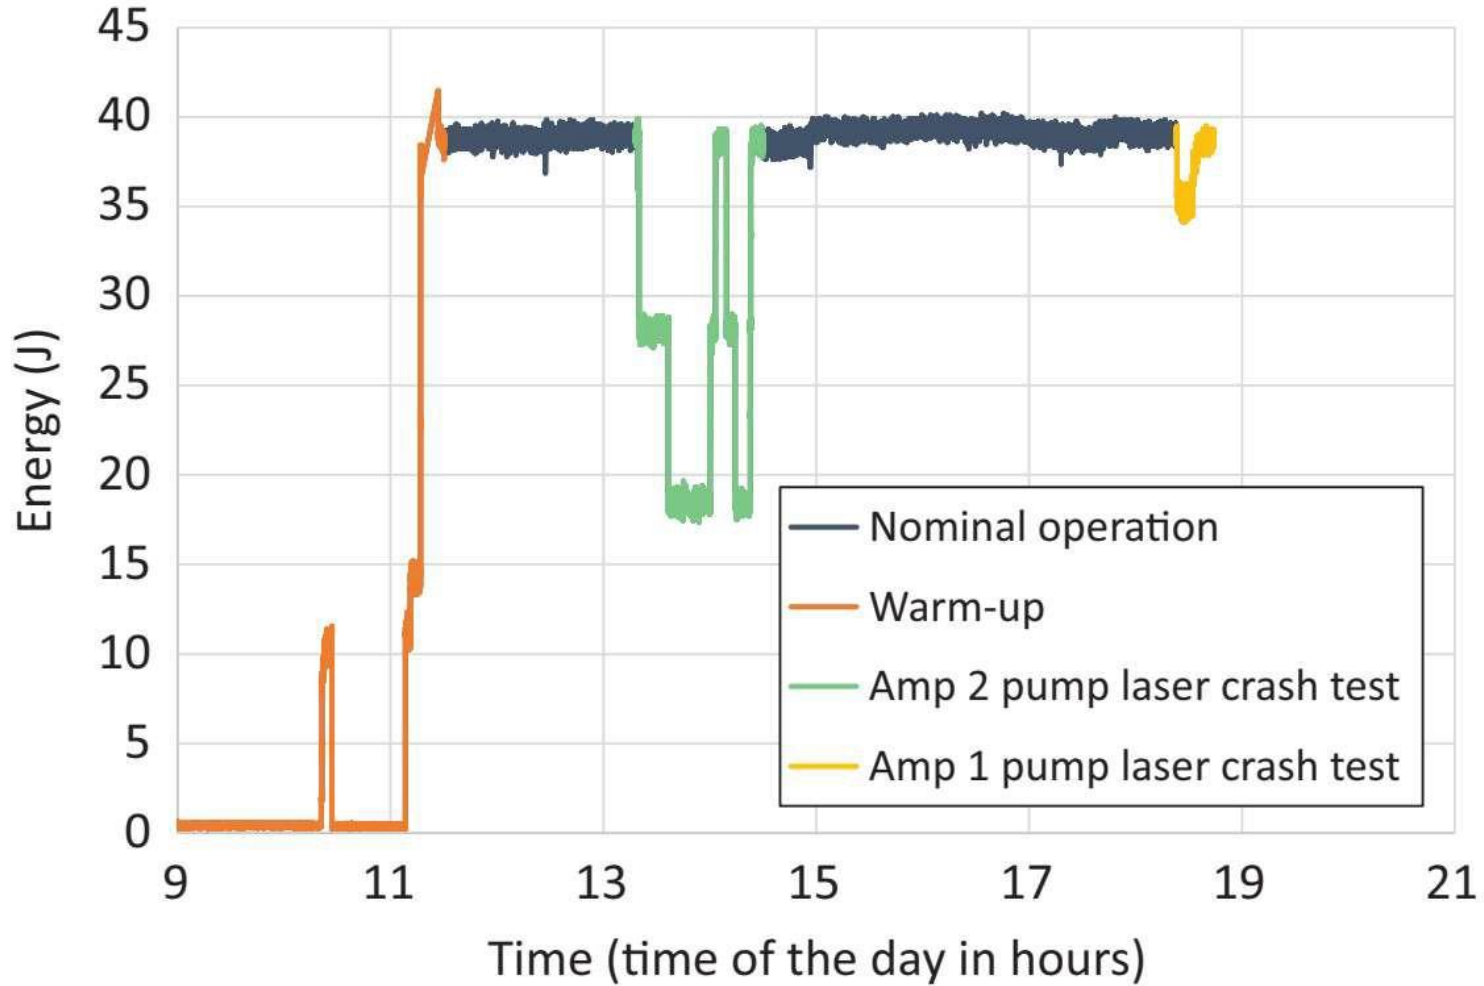 45
40
35
30
25
20
15
10
5
0
Energy (J)
Nominal operation
Warm-up
Amp 2 pump laser crash test
Amp 1 pump laser crash test
9 11 13 15 17 19 21
Time (time of the day in hours)